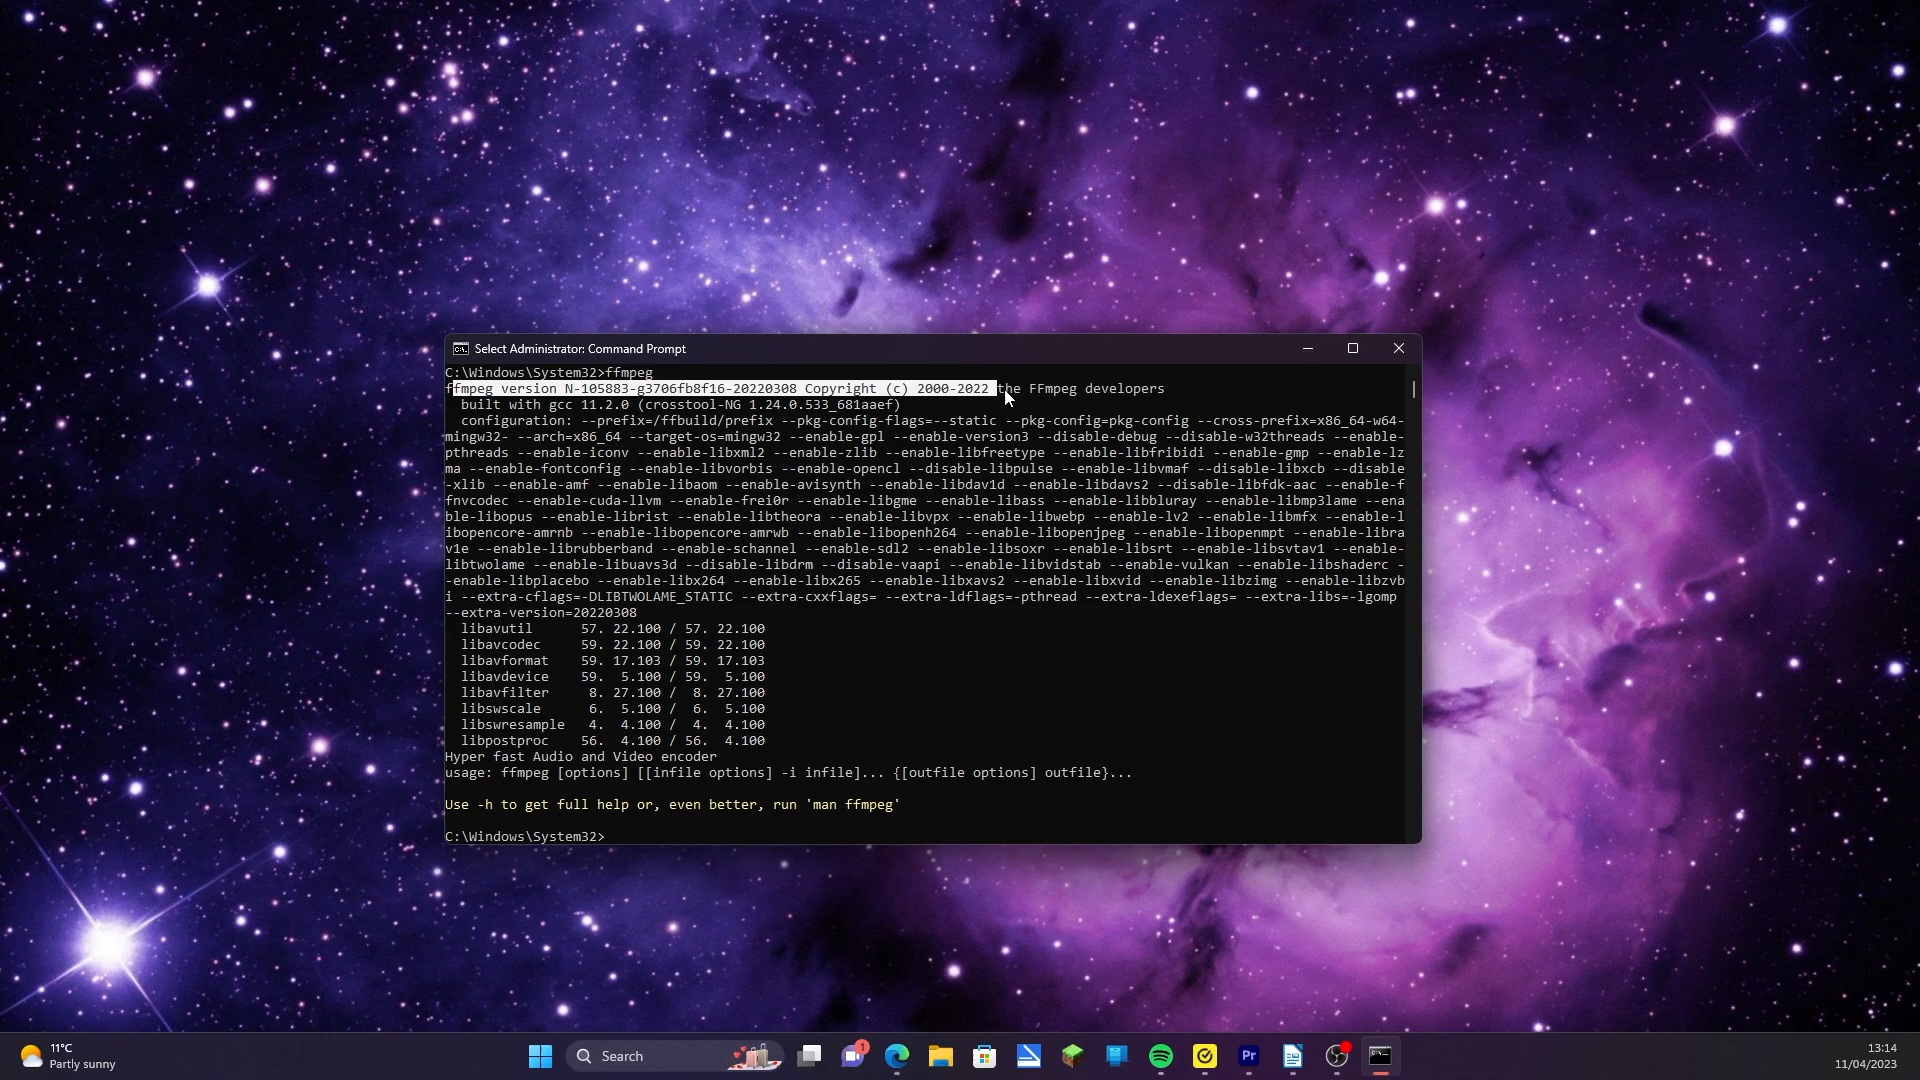 Select Administrator: Command Prompt
C:\Windows\System32>ffmpeg
ffmpeg version N-105883-g3706fb8f16-20220308 Copyright (c) 2000-2022 the FFmpeg developers
  built with gcc 11.2.0 (crosstool-NG 1.24.0.533_681aaef)
  configuration: --prefix=/ffbuild/prefix --pkg-config-flags=--static --pkg-config=pkg-config --cross-prefix=x86_64-w64-
mingw32- --arch=x86_64 --target-os=mingw32 --enable-gpl --enable-version3 --disable-debug --disable-w32threads --enable-
pthreads --enable-iconv --enable-libxml2 --enable-zlib --enable-libfreetype --enable-libfribidi --enable-gmp --enable-lz
ma --enable-fontconfig --enable-libvorbis --enable-opencl --disable-libpulse --enable-libvmaf --disable-libxcb --disable
-xlib --enable-amf --enable-libaom --enable-avisynth --enable-libdav1d --enable-libdavs2 --disable-libfdk-aac --enable-f
fnvcodec --enable-cuda-llvm --enable-frei0r --enable-libgme --enable-libass --enable-libbluray --enable-libmp3lame --ena
ble-libopus --enable-librist --enable-libtheora --enable-libvpx --enable-libwebp --enable-lv2 --enable-libmfx --enable-l
ibopencore-amrnb --enable-libopencore-amrwb --enable-libopenh264 --enable-libopenjpeg --enable-libopenmpt --enable-libra
v1e --enable-librubberband --enable-schannel --enable-sdl2 --enable-libsoxr --enable-libsrt --enable-libsvtav1 --enable-
libtwolame --enable-libuavs3d --disable-libdrm --disable-vaapi --enable-libvidstab --enable-vulkan --enable-libshaderc -
-enable-libplacebo --enable-libx264 --enable-libx265 --enable-libxavs2 --enable-libxvid --enable-libzimg --enable-libzvb
i --extra-cflags=-DLIBTWOLAME_STATIC --extra-cxxflags= --extra-ldflags=-pthread --extra-ldexeflags= --extra-libs=-lgomp
--extra-version=20220308
  libavutil      57. 22.100 / 57. 22.100
  libavcodec     59. 22.100 / 59. 22.100
  libavformat    59. 17.103 / 59. 17.103
  libavdevice    59.  5.100 / 59.  5.100
  libavfilter     8. 27.100 /  8. 27.100
  libswscale      6.  5.100 /  6.  5.100
  libswresample   4.  4.100 /  4.  4.100
  libpostproc    56.  4.100 / 56.  4.100
Hyper fast Audio and Video encoder
usage: ffmpeg [options] [[infile options] -i infile]... {[outfile options] outfile}...
Use -h to get full help or, even better, run 'man ffmpeg'
C:\Windows\System32>
11°C
Partly sunny
Search
1
Pr
13:14
11/04/2023